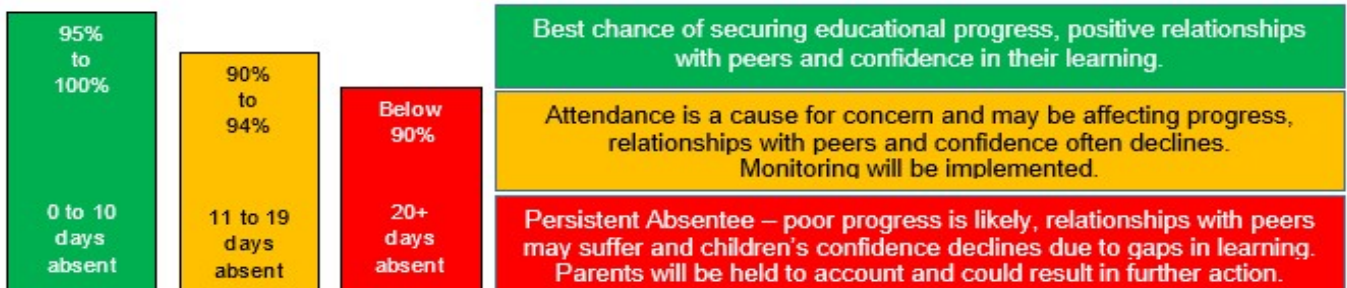 95%
to
100%
0 to 10
days
absent
90%
to
94%
11 to 19
days
absent
Below
90%
20+
days
absent
Best chance of securing educational progress, positive relationships
with peers and confidence in their learning.
Attendance is a cause for concern and may be affecting progress,
relationships with peers and confidence often declines.
Monitoring will be implemented.
Persistent Absentee – poor progress is likely, relationships with peers
may suffer and children's confidence declines due to gaps in learning.
Parents will be held to account and could result in further action.